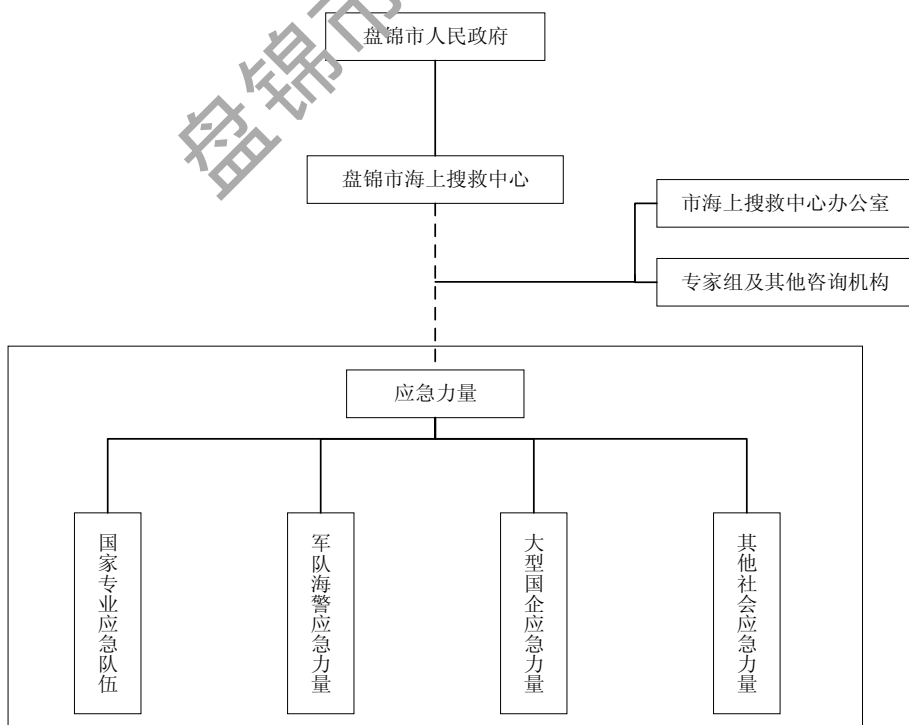 盘锦市人民政府
盘锦市
盘锦市海上搜救中心
市海上搜救中心办公室
专家组及其他咨询机构
应急力量
国家专业应急队伍
军队海警应急力量
大型国企应急力量
其他社会应急力量